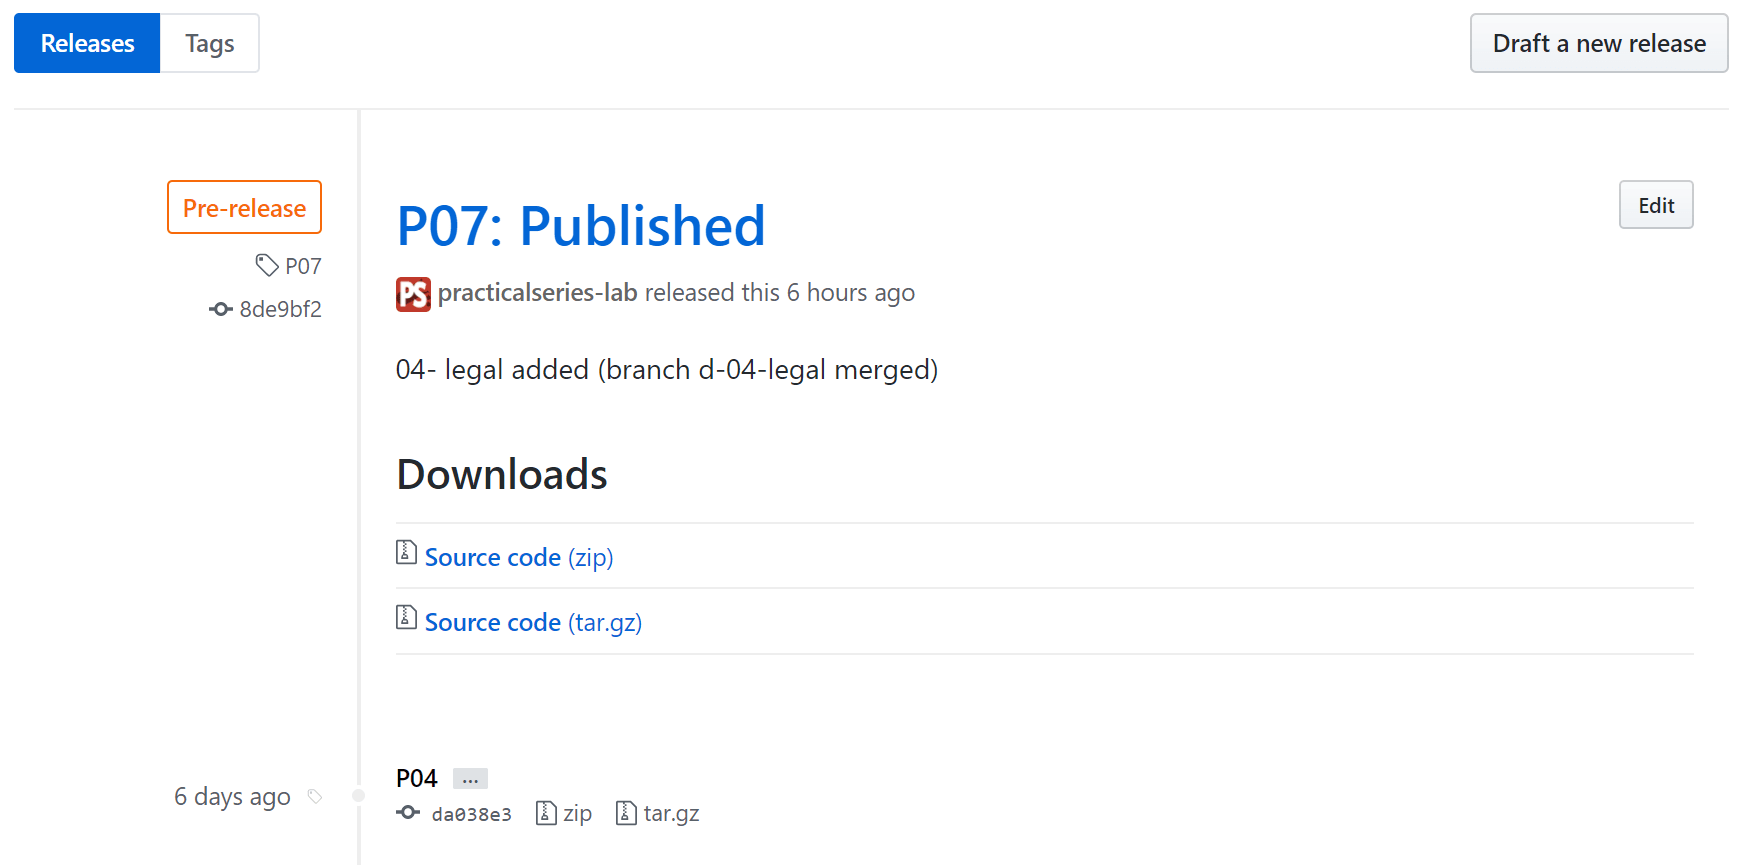 Releases Tags Draft a new release
Pre-release
P07
8de9bf2
P07: Published
Edit
PS practicalseries-lab released this 6 hours ago
04- legal added (branch d-04-legal merged)
Downloads
Source code (zip)
Source code (tar.gz)
6 days ago
P04 ...
da038e3 zip tar.gz